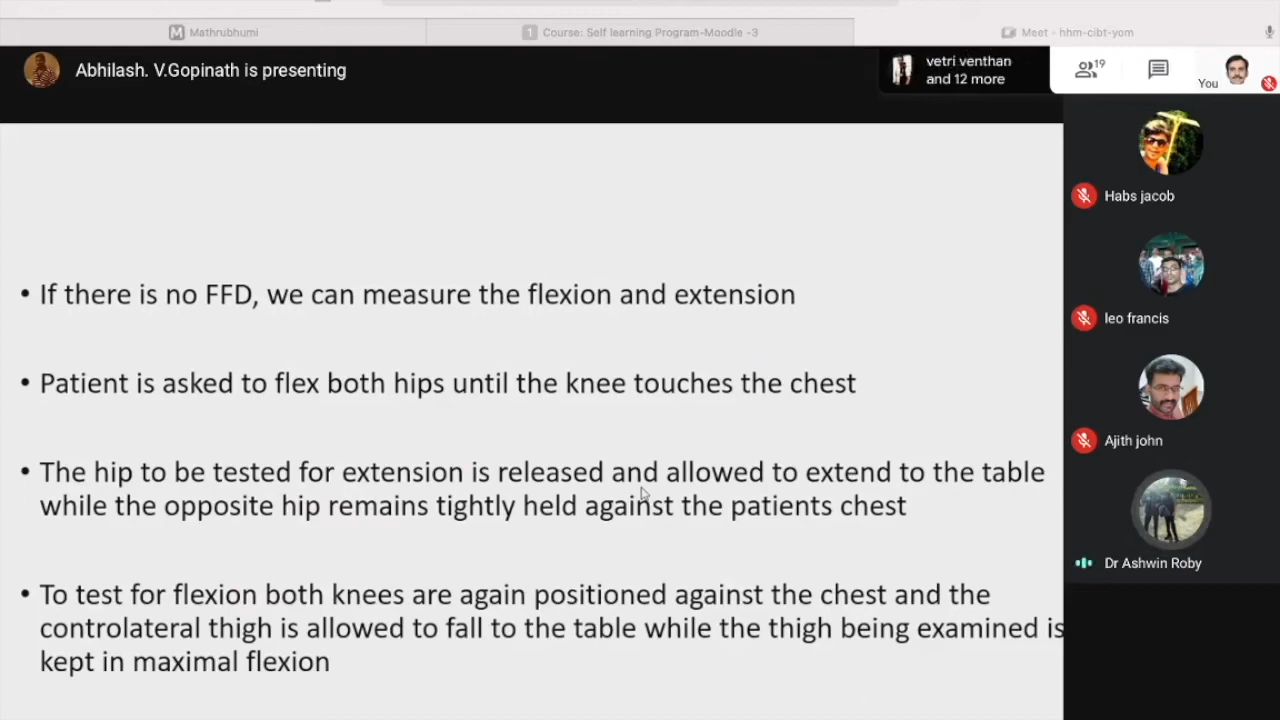 Mathrubhumi
1 Course: Self learning Program-Moodle -3
Meet - hhm-cibt-yom
Abhilash. V.Gopinath is presenting
vetri venthan
and 12 more
19
You
Habs jacob
leo francis
Ajith john
Dr Ashwin Roby
• If there is no FFD, we can measure the flexion and extension
• Patient is asked to flex both hips until the knee touches the chest
• The hip to be tested for extension is released and allowed to extend to the table
while the opposite hip remains tightly held against the patients chest
• To test for flexion both knees are again positioned against the chest and the
controlateral thigh is allowed to fall to the table while the thigh being examined is
kept in maximal flexion